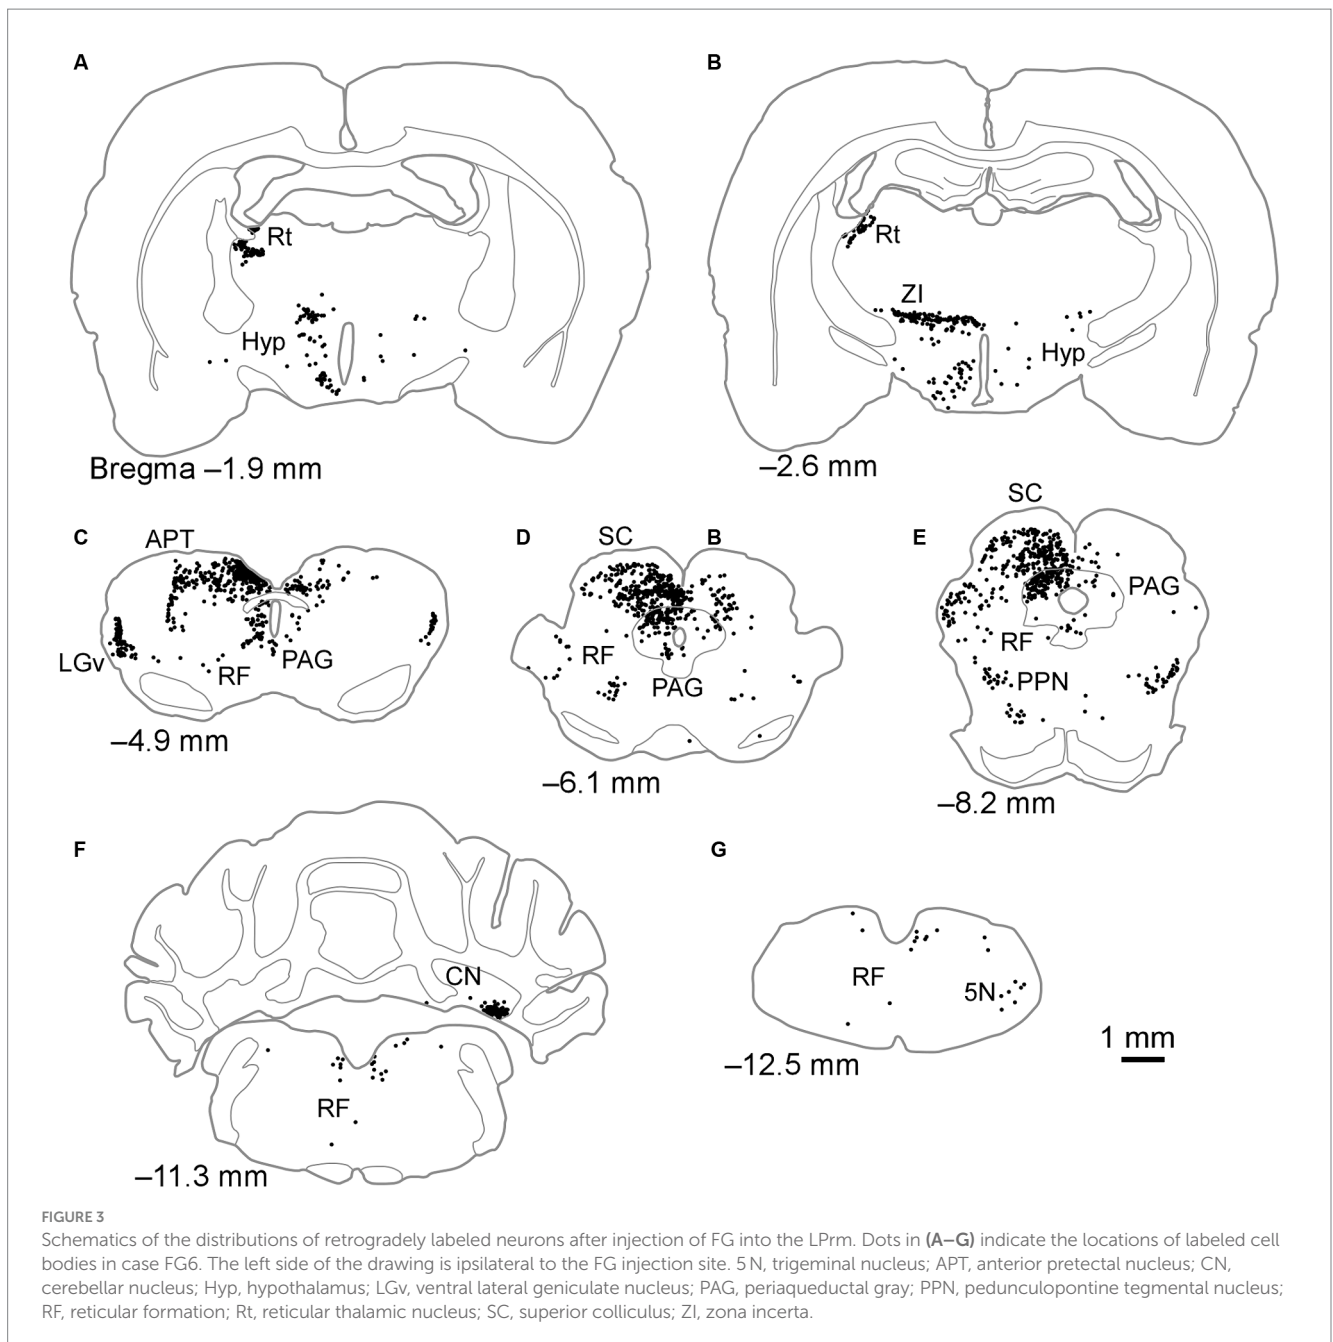 A
B
Rt
Rt
ZI
Hyp
Hyp
Bregma –1.9 mm
–2.6 mm
SC
C
APT
D
SC
B
E
PAG
RF
RF
LGv
RF
PAG
PAG
PPN
–4.9 mm
–6.1 mm
–8.2 mm
F
G
CN
RF
5N
1 mm
–12.5 mm
RF
–11.3 mm
FIGURE 3
Schematics of the distributions of retrogradely labeled neurons after injection of FG into the LPrm. Dots in (A–G) indicate the locations of labeled cell
bodies in case FG6. The left side of the drawing is ipsilateral to the FG injection site. 5 N, trigeminal nucleus; APT, anterior pretectal nucleus; CN,
cerebellar nucleus; Hyp, hypothalamus; LGv, ventral lateral geniculate nucleus; PAG, periaqueductal gray; PPN, pedunculopontine tegmental nucleus;
RF, reticular formation; Rt, reticular thalamic nucleus; SC, superior colliculus; ZI, zona incerta.